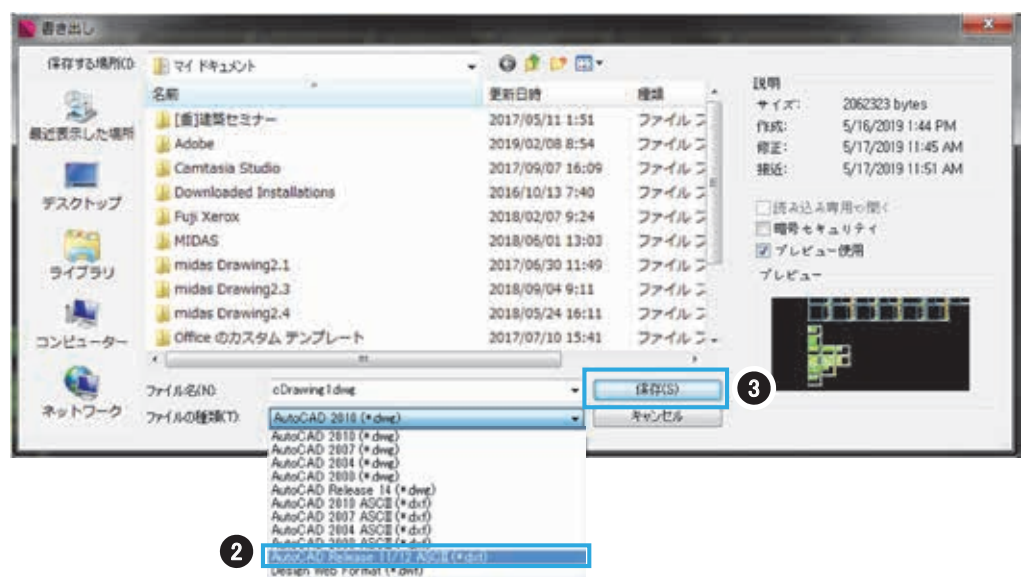 書き出し
保存する場所(I): マイ ドキュメント
名前 更新日時 種類
[重]建築セミナー 2017/05/11 1:51 ファイル フ
Adobe 2019/02/08 8:54 ファイル フ
Camtasia Studio 2017/09/07 16:09 ファイル フ
Downloaded Installations 2016/10/13 7:40 ファイル フ
Fuji Xerox 2018/02/07 9:24 ファイル フ
MIDAS 2018/06/01 13:03 ファイル フ
midas Drawing2.1 2017/06/30 11:49 ファイル フ
midas Drawing2.3 2018/09/04 9:11 ファイル フ
midas Drawing2.4 2018/05/24 16:11 ファイル フ
Office のカスタム テンプレート 2017/07/10 15:41 ファイル フ
最近表示した場所
デスクトップ
ライブラリ
コンピューター
ネットワーク
ファイル名(N): cDrawing1.dwg 保存(S) 3
ファイルの種類(T): AutoCAD 2010 (*.dwg) キャンセル
AutoCAD 2010 (*.dwg)
AutoCAD 2007 (*.dwg)
AutoCAD 2004 (*.dwg)
AutoCAD 2000 (*.dwg)
AutoCAD Release 14 (*.dwg)
AutoCAD 2010 ASCII (*.dxf)
AutoCAD 2007 ASCII (*.dxf)
AutoCAD 2004 ASCII (*.dxf)
AutoCAD 2000 ASCII (*.dxf)
2 AutoCAD Release 11/12 ASCII (*.dxf)
Design Web Format (*.dwf)
説明
サイズ: 2062323 bytes
作成: 5/16/2019 1:44 PM
修正: 5/17/2019 11:45 AM
接近: 5/17/2019 11:51 AM
読み込み専用で開く
暗号セキュリティ
プレビュー使用
プレビュー